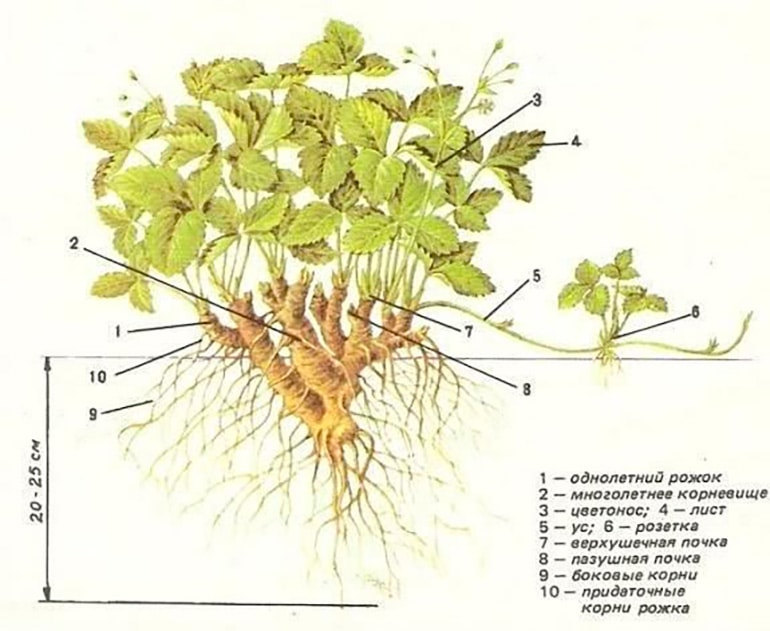 3
4
2
5
6
1
7
10
8
9
20-25 см
1 — однолетний рожок
2 — многолетнее корневище
3 — цветонос; 4 — лист
5 — ус; 6 — розетка
7 — верхушечная почка
8 — пазушная почка
9 — боковые корни
10 — придаточные
корни рожка